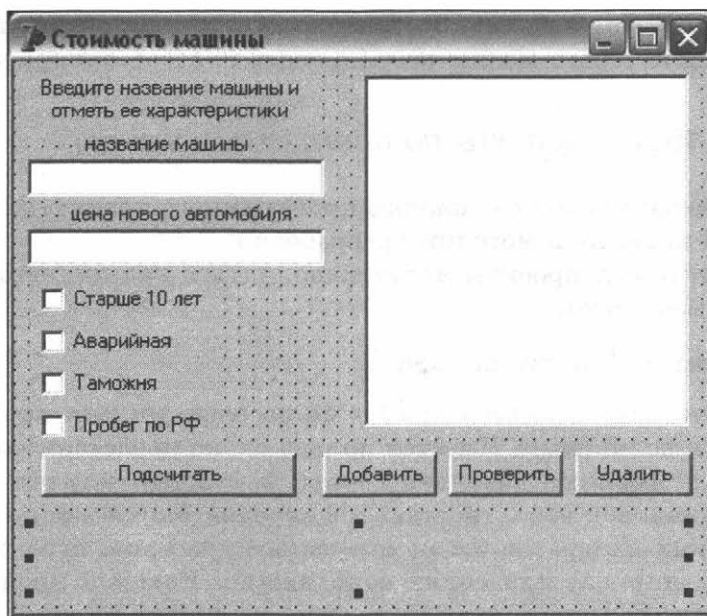 Стоимость машины
Введите название машины и
отметь ее характеристики
название машины
цена нового автомобиля
Старше 10 лет
Аварийная
Таможня
Пробег по РФ
Подсчитать
Добавить
Проверить
Удалить